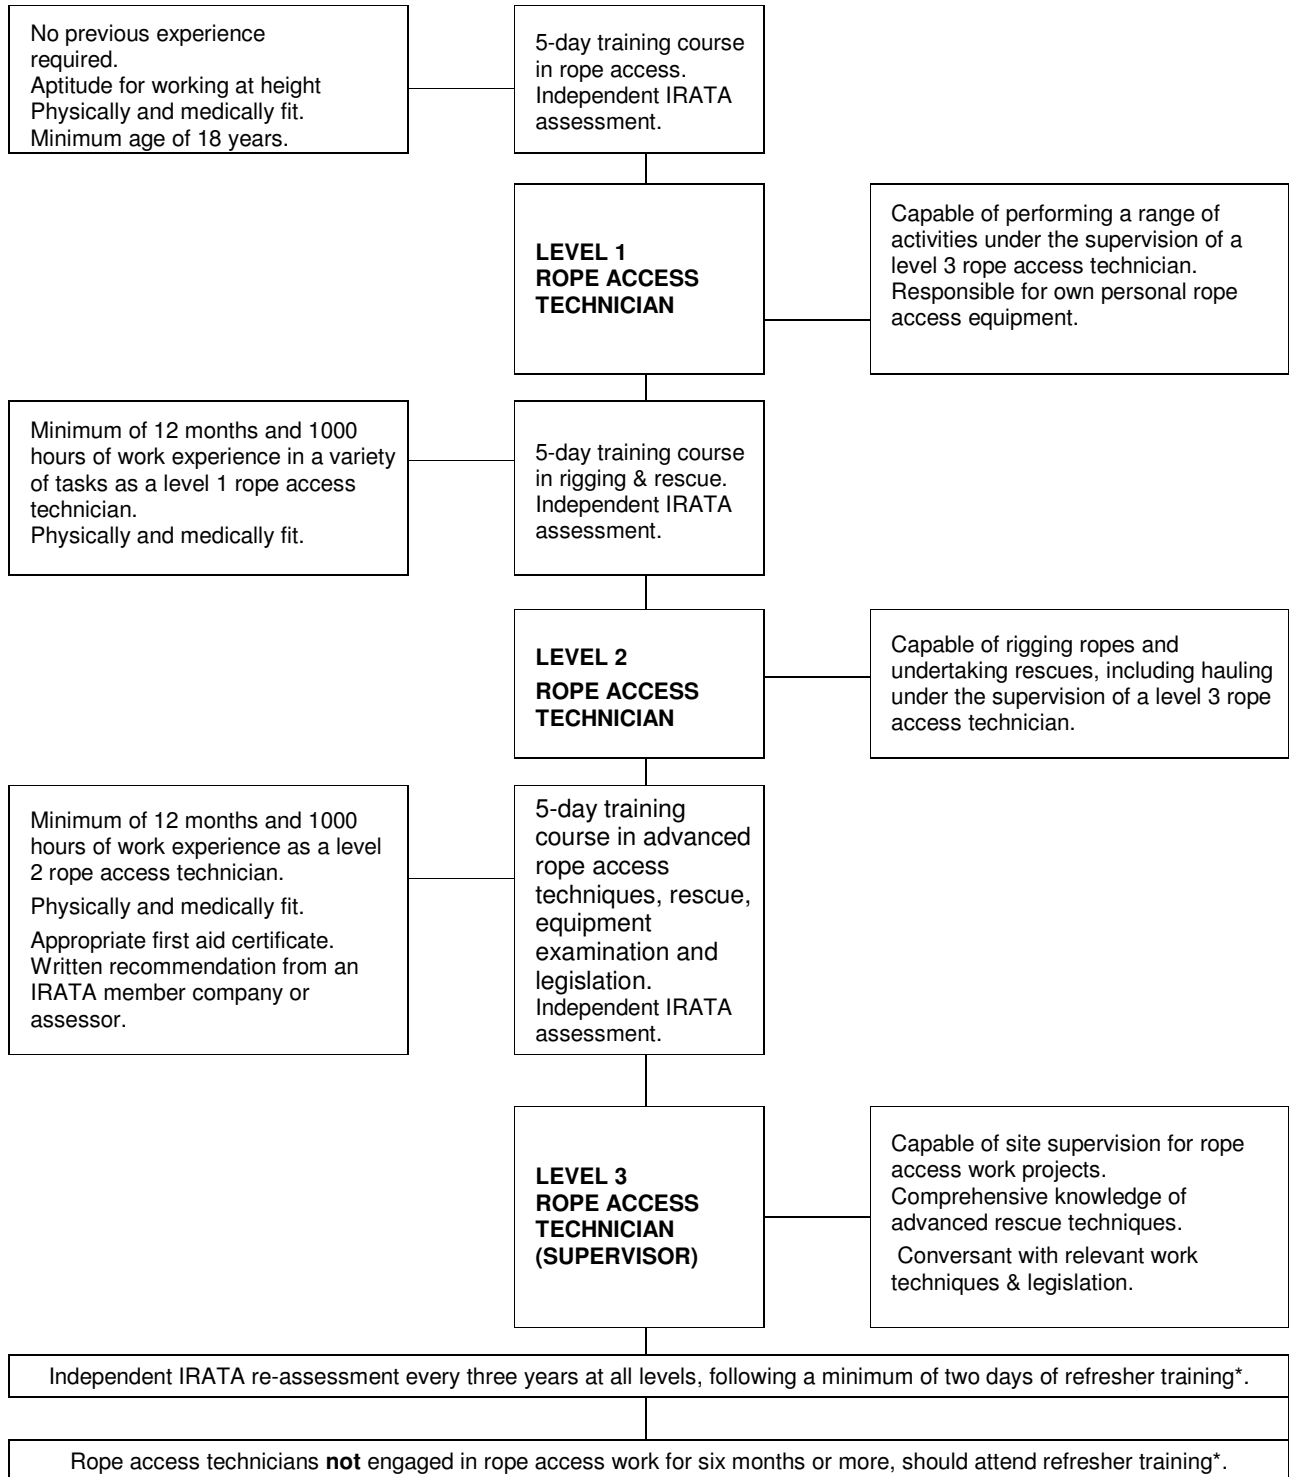 No previous experience
required.
Aptitude for working at height
Physically and medically fit.
Minimum age of 18 years.
5-day training course
in rope access.
Independent IRATA
assessment.
LEVEL 1
ROPE ACCESS
TECHNICIAN
Capable of performing a range of
activities under the supervision of a
level 3 rope access technician.
Responsible for own personal rope
access equipment.
Minimum of 12 months and 1000
hours of work experience in a variety
of tasks as a level 1 rope access
technician.
Physically and medically fit.
5-day training course
in rigging & rescue.
Independent IRATA
assessment.
LEVEL 2
ROPE ACCESS
TECHNICIAN
Capable of rigging ropes and
undertaking rescues, including hauling
under the supervision of a level 3 rope
access technician.
Minimum of 12 months and 1000
hours of work experience as a level
2 rope access technician.
Physically and medically fit.
Appropriate first aid certificate.
Written recommendation from an
IRATA member company or
assessor.
5-day training
course in advanced
rope access
techniques, rescue,
equipment
examination and
legislation.
Independent IRATA
assessment.
LEVEL 3
ROPE ACCESS
TECHNICIAN
(SUPERVISOR)
Capable of site supervision for rope
access work projects.
Comprehensive knowledge of
advanced rescue techniques.
Conversant with relevant work
techniques & legislation.
Independent IRATA re-assessment every three years at all levels, following a minimum of two days of refresher training*.
Rope access technicians not engaged in rope access work for six months or more, should attend refresher training*.